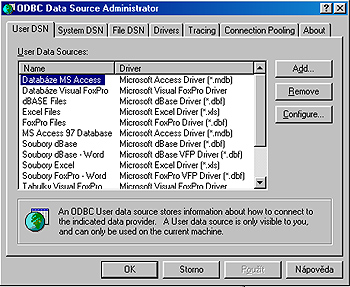 ODBC Data Source Administrator
User DSN System DSN File DSN Drivers Tracing Connection Pooling About
User Data Sources:
Name Driver
Databáze MS Access Microsoft Access Driver (*.mdb)
Databáze Visual FoxPro Microsoft Visual FoxPro Driver
dBASE Files Microsoft dBase Driver (*.dbf)
Excel Files Microsoft Excel Driver (*.xls)
FoxPro Files Microsoft FoxPro Driver (*.dbf)
MS Access 97 Database Microsoft Access Driver (*.mdb)
Soubory dBase Microsoft dBase Driver (*.dbf)
Soubory dBase - Word Microsoft dBase VFP Driver (*.dbf)
Soubory Excel Microsoft Excel Driver (*.xls)
Soubory FoxPro - Word Microsoft FoxPro VFP Driver (*.dbf)
Tabulky Visual FoxPro Microsoft Visual FoxPro Driver
Add...
Remove
Configure...
An ODBC User data source stores information about how to connect to
the indicated data provider. A User data source is only visible to you,
and can only be used on the current machine.
OK Storno Použít Nápověda